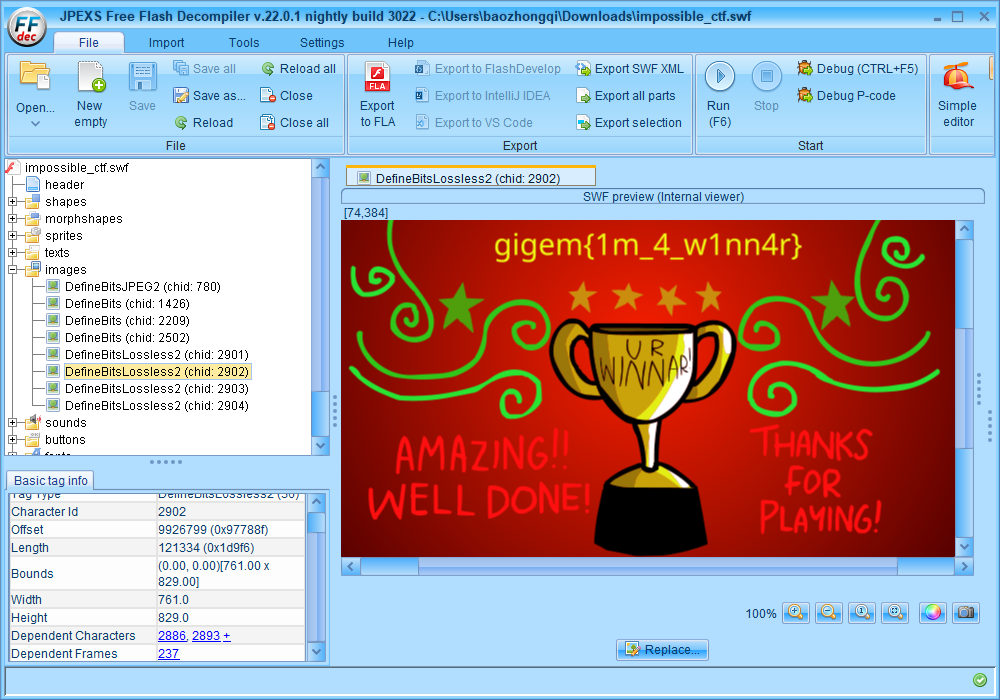 JPEXS Free Flash Decompiler v.22.0.1 nightly build 3022 - C:\Users\baozhongqi\Downloads\impossible_ctf.swf
FF
dec
File Import Tools Settings Help
Open...
New
empty
Save
Save all
Save as...
Reload
Reload all
Close
Close all
File
FLA
Export
to FLA
Export to FlashDevelop
Export to IntelliJ IDEA
Export to VS Code
Export SWF XML
Export all parts
Export selection
Export
Run
(F6)
Stop
Debug (CTRL+F5)
Debug P-code
Start
Simple
editor
impossible_ctf.swf
header
shapes
morphshapes
sprites
texts
images
DefineBitsJPEG2 (chid: 780)
DefineBits (chid: 1426)
DefineBits (chid: 2209)
DefineBits (chid: 2502)
DefineBitsLossless2 (chid: 2901)
DefineBitsLossless2 (chid: 2902)
DefineBitsLossless2 (chid: 2903)
DefineBitsLossless2 (chid: 2904)
sounds
buttons
fonts
Basic tag info
Tag Type DefineBitsLossless2 (36)
Character Id 2902
Offset 9926799 (0x97788f)
Length 121334 (0x1d9f6)
Bounds (0.00, 0.00)[761.00 x
829.00]
Width 761.0
Height 829.0
Dependent Characters 2886, 2893 +
Dependent Frames 237
DefineBitsLossless2 (chid: 2902)
SWF preview (Internal viewer)
[74,384]
gigem{1m_4_w1nn4r}
U R
WINNAR!
AMAZING!!
WELL DONE!
THANKS
FOR
PLAYING!
100%
Replace...